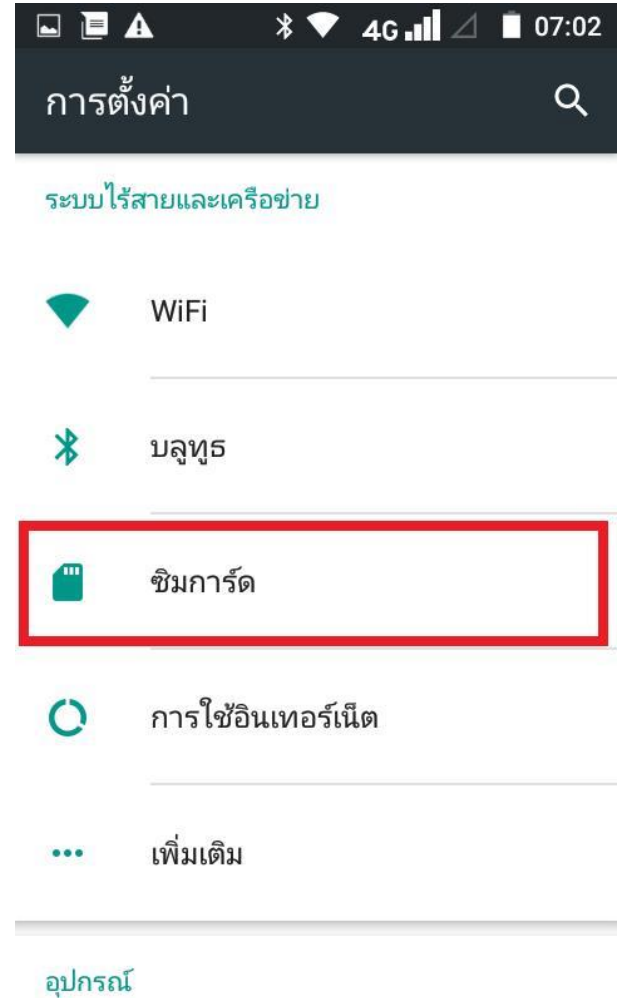 4G 07:02
การตั้งค่า
ระบบไร้สายและเครือข่าย
WiFi
บลูทูธ
ซิมการ์ด
การใช้อินเทอร์เน็ต
เพิ่มเติม
อุปกรณ์